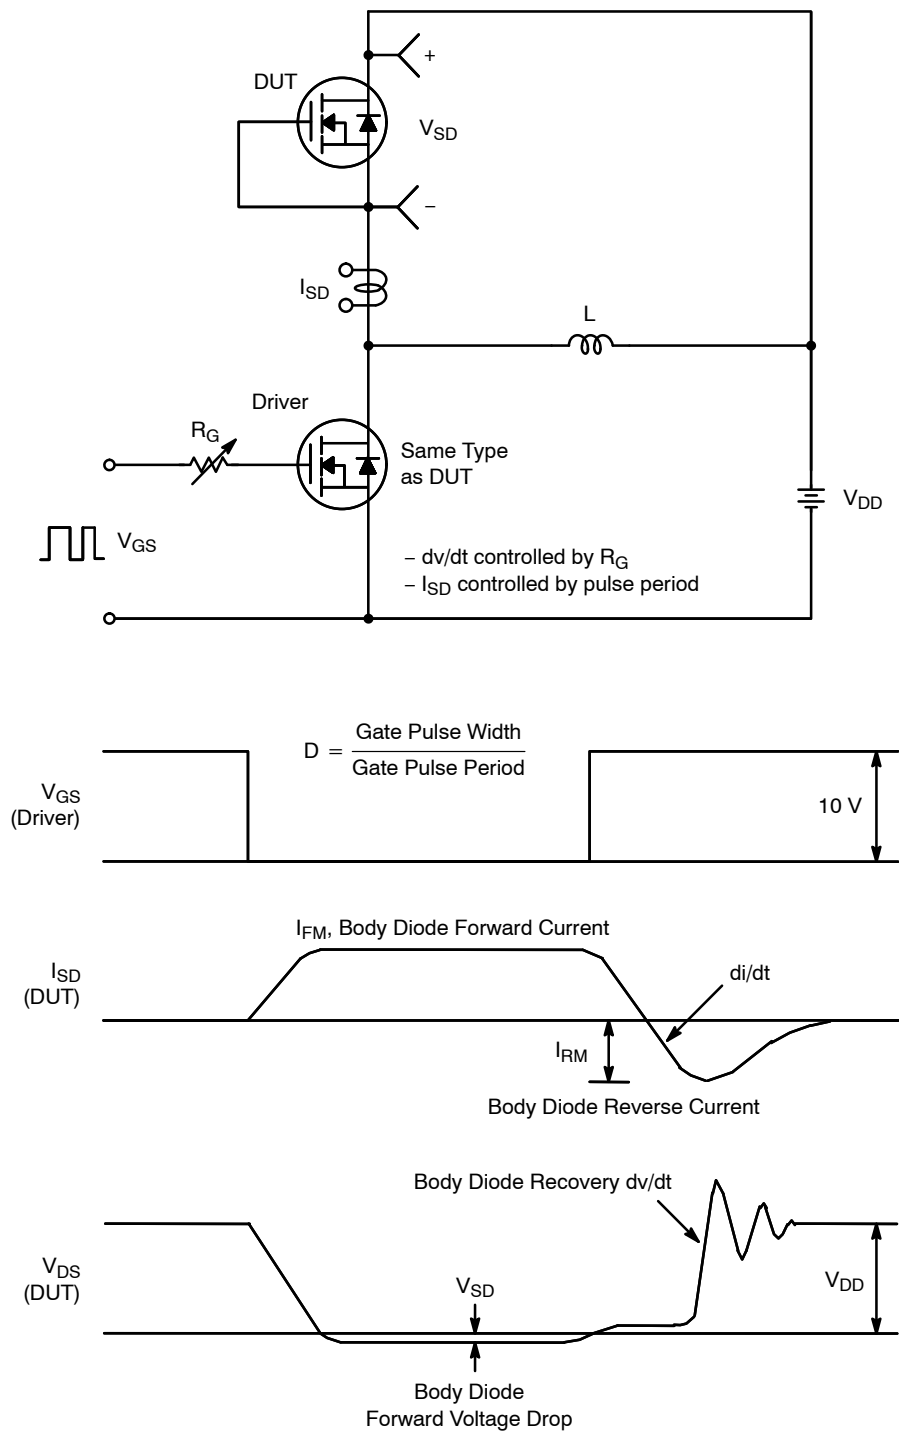 +
DUT
V_SD
−
I_SD
L
Driver
R_G
Same Type
as DUT
V_DD
V_GS
– dv/dt controlled by R_G
– I_SD controlled by pulse period
D = Gate Pulse Width
Gate Pulse Period
V_GS
(Driver)
10 V
I_FM, Body Diode Forward Current
I_SD
(DUT)
di/dt
I_RM
Body Diode Reverse Current
Body Diode Recovery dv/dt
V_DS
(DUT)
V_SD
V_DD
Body Diode
Forward Voltage Drop